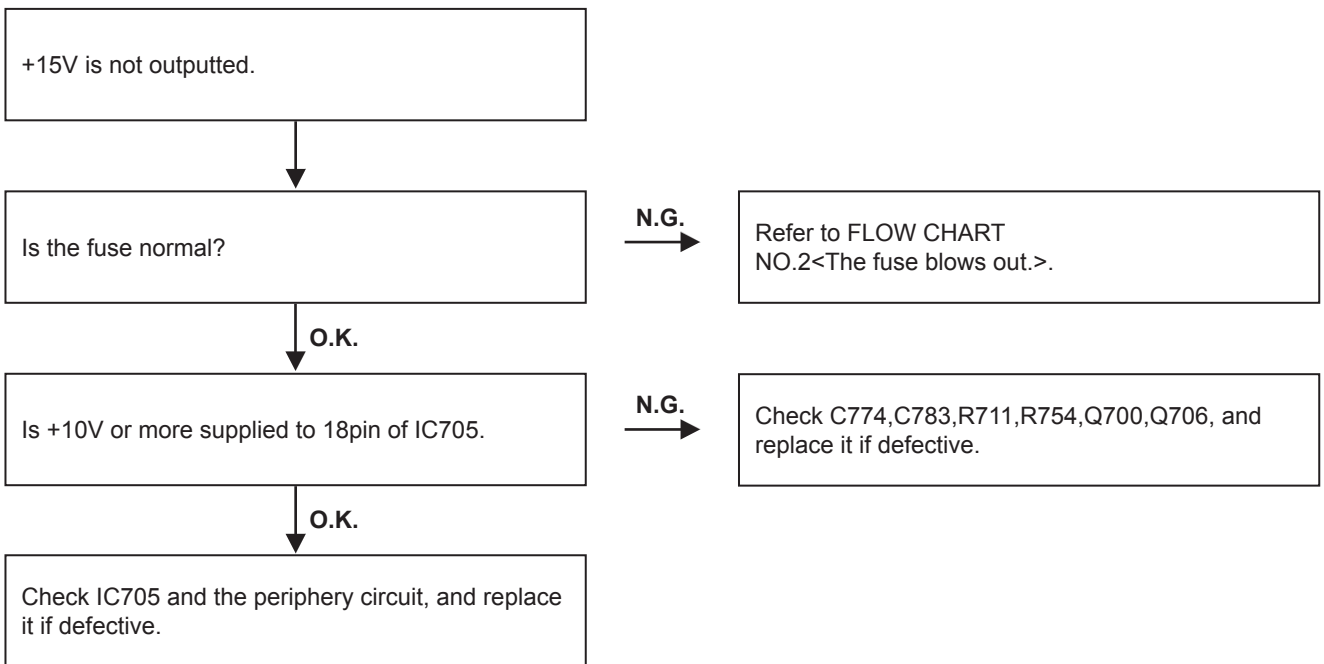 +15V is not outputted.
Is the fuse normal?
N.G.
Refer to FLOW CHART
NO.2<The fuse blows out.>.
O.K.
Is +10V or more supplied to 18pin of IC705.
N.G.
Check C774,C783,R711,R754,Q700,Q706, and
replace it if defective.
O.K.
Check IC705 and the periphery circuit, and replace
it if defective.